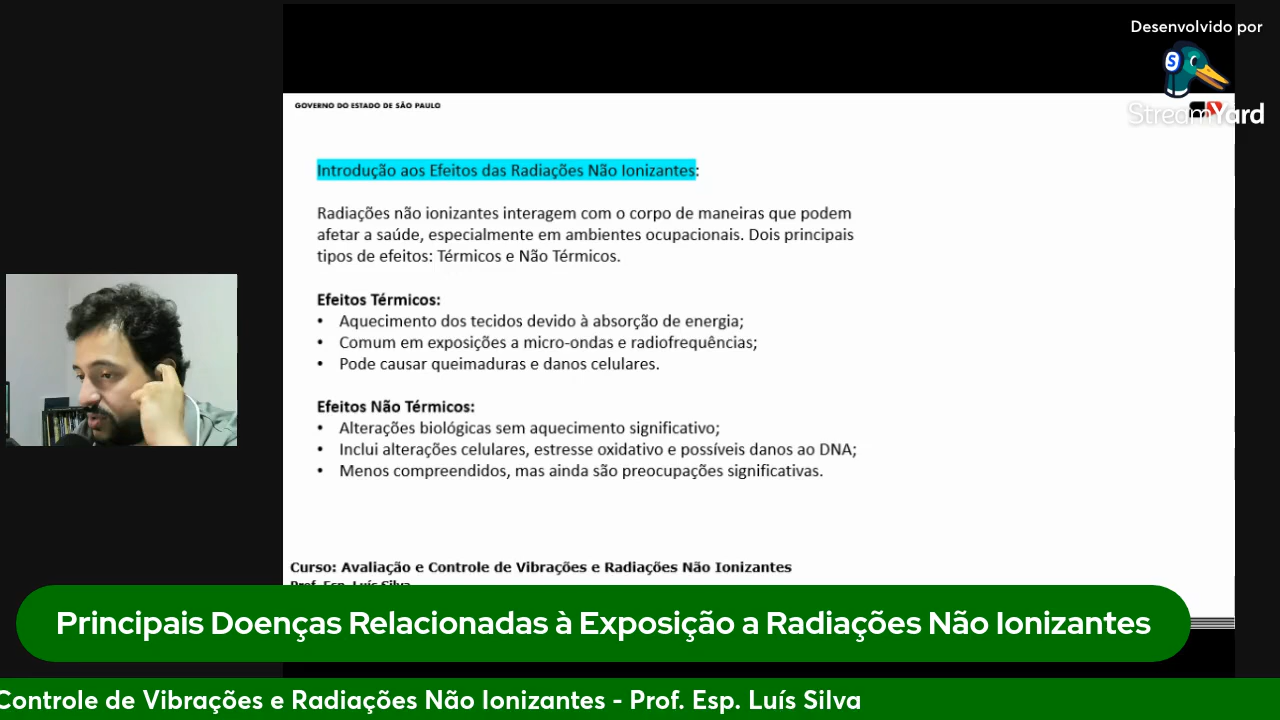 Desenvolvido por
StreamYard
GOVERNO DO ESTADO DE SÃO PAULO
Introdução aos Efeitos das Radiações Não Ionizantes:
Radiações não ionizantes interagem com o corpo de maneiras que podem
afetar a saúde, especialmente em ambientes ocupacionais. Dois principais
tipos de efeitos: Térmicos e Não Térmicos.
Efeitos Térmicos:
• Aquecimento dos tecidos devido à absorção de energia;
• Comum em exposições a micro-ondas e radiofrequências;
• Pode causar queimaduras e danos celulares.
Efeitos Não Térmicos:
• Alterações biológicas sem aquecimento significativo;
• Inclui alterações celulares, estresse oxidativo e possíveis danos ao DNA;
• Menos compreendidos, mas ainda são preocupações significativas.
Curso: Avaliação e Controle de Vibrações e Radiações Não Ionizantes
Prof. Esp. Luís Silva
Principais Doenças Relacionadas à Exposição a Radiações Não Ionizantes
Controle de Vibrações e Radiações Não Ionizantes - Prof. Esp. Luís Silva